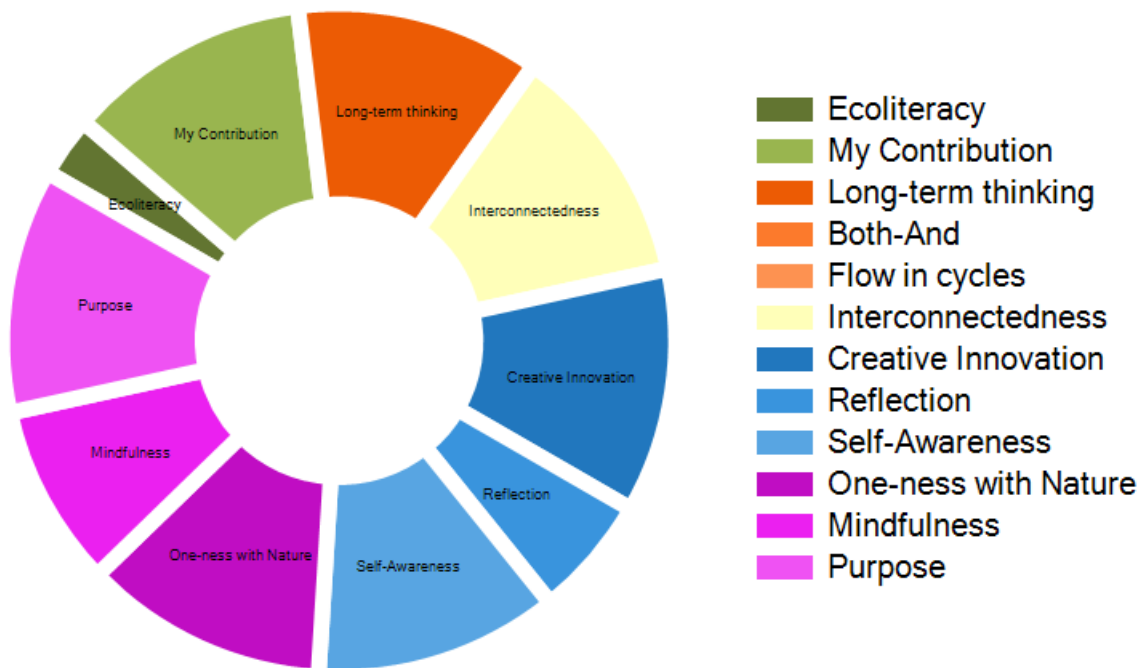 Long-term thinking
My Contribution
Ecoliteracy
Interconnectedness
Purpose
Creative Innovation
Mindfulness
Reflection
One-ness with Nature
Self-Awareness
Ecoliteracy
My Contribution
Long-term thinking
Both-And
Flow in cycles
Interconnectedness
Creative Innovation
Reflection
Self-Awareness
One-ness with Nature
Mindfulness
Purpose